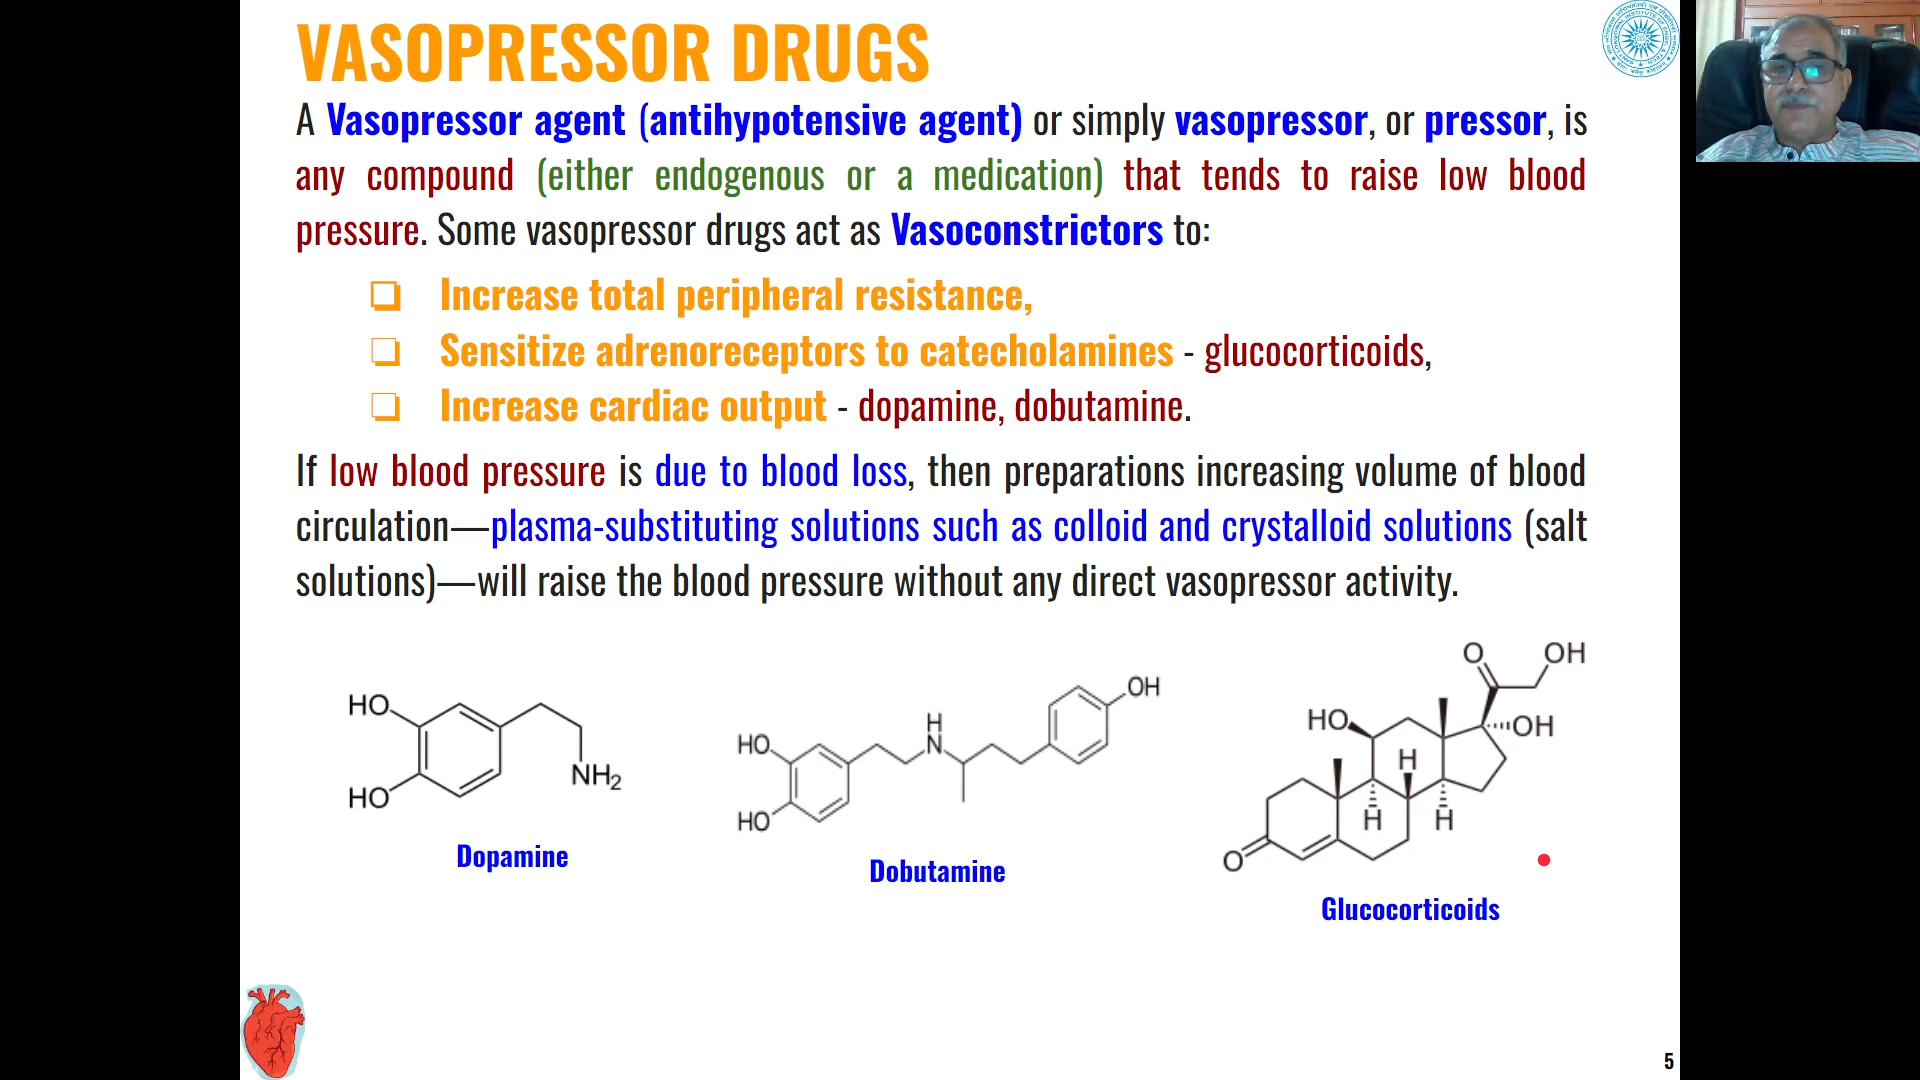 VASOPRESSOR DRUGS
A Vasopressor agent (antihypotensive agent) or simply vasopressor, or pressor, is
any compound (either endogenous or a medication) that tends to raise low blood
pressure. Some vasopressor drugs act as Vasoconstrictors to:
❏ Increase total peripheral resistance,
❏ Sensitize adrenoreceptors to catecholamines - glucocorticoids,
❏ Increase cardiac output - dopamine, dobutamine.
If low blood pressure is due to blood loss, then preparations increasing volume of blood
circulation—plasma-substituting solutions such as colloid and crystalloid solutions (salt
solutions)—will raise the blood pressure without any direct vasopressor activity.
HO
HO
NH2
Dopamine
HO
HO
H
N
OH
Dobutamine
O
OH
HO
OH
H
H
H
O
Glucocorticoids
5